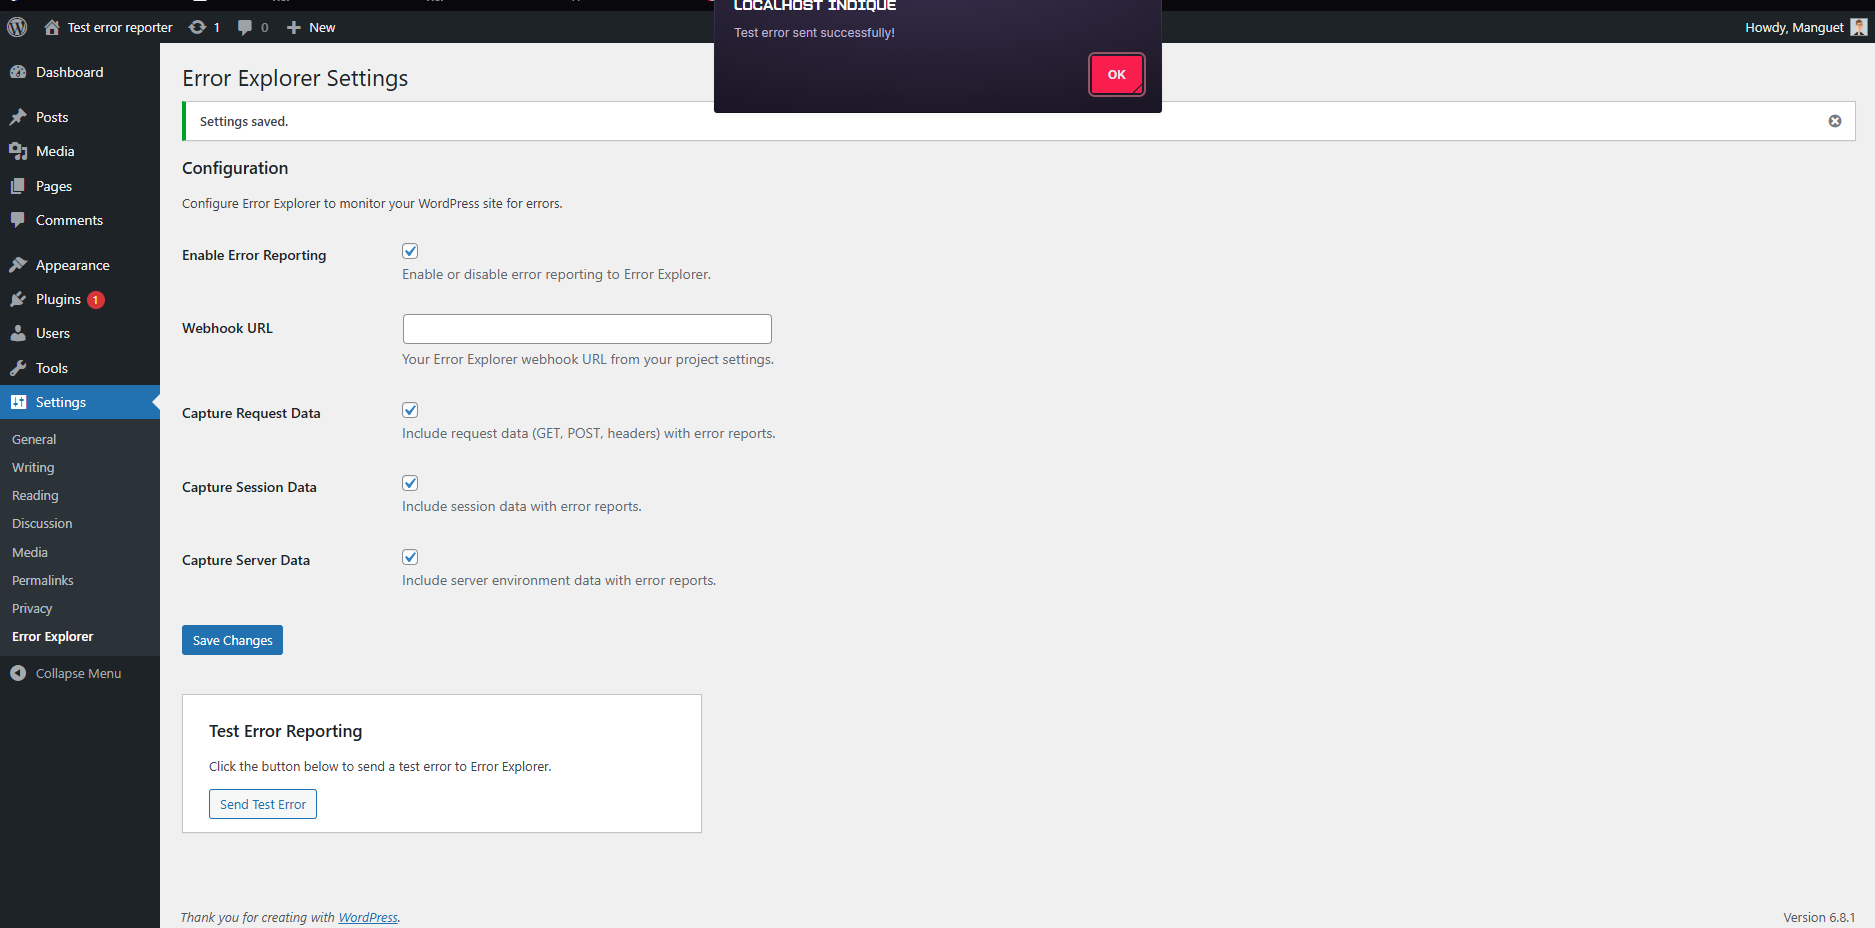 LOCALHOST INDIQUE
Test error sent successfully!
OK
Test error reporter
1
0
New
Howdy, Manguet
Dashboard
Posts
Media
Pages
Comments
Appearance
Plugins 1
Users
Tools
Settings
General
Writing
Reading
Discussion
Media
Permalinks
Privacy
Error Explorer
Collapse Menu
Error Explorer Settings
Settings saved.
Configuration
Configure Error Explorer to monitor your WordPress site for errors.
Enable Error Reporting
Enable or disable error reporting to Error Explorer.
Webhook URL
Your Error Explorer webhook URL from your project settings.
Capture Request Data
Include request data (GET, POST, headers) with error reports.
Capture Session Data
Include session data with error reports.
Capture Server Data
Include server environment data with error reports.
Save Changes
Test Error Reporting
Click the button below to send a test error to Error Explorer.
Send Test Error
Thank you for creating with WordPress.
Version 6.8.1